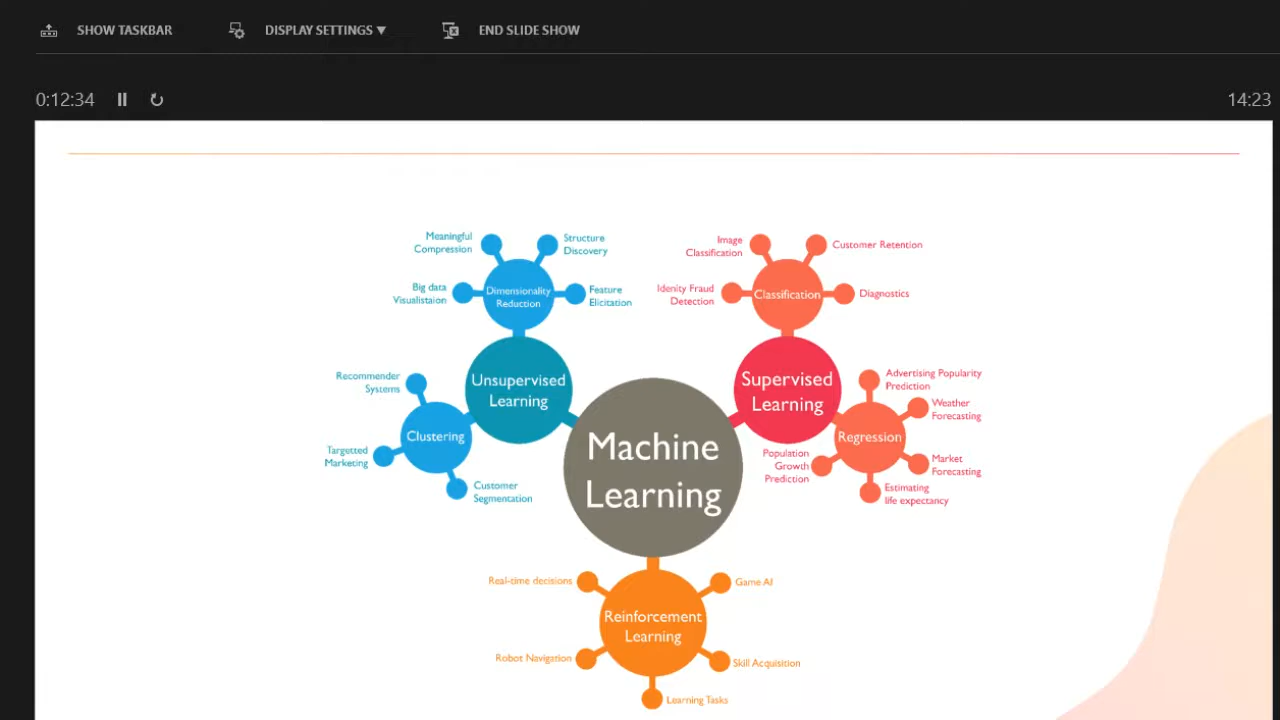 SHOW TASKBAR
DISPLAY SETTINGS ▼
END SLIDE SHOW
0:12:34
14:23
Meaningful
Compression
Structure
Discovery
Big data
Visualistaion
Dimensionality
Reduction
Feature
Elicitation
Image
Classification
Customer Retention
Idenity Fraud
Detection
Classification
Diagnostics
Recommender
Systems
Unsupervised
Learning
Clustering
Targetted
Marketing
Customer
Segmentation
Machine
Learning
Supervised
Learning
Advertising Popularity
Prediction
Weather
Forecasting
Regression
Population
Growth
Prediction
Market
Forecasting
Estimating
life expectancy
Real-time decisions
Game AI
Reinforcement
Learning
Robot Navigation
Skill Acquisition
Learning Tasks